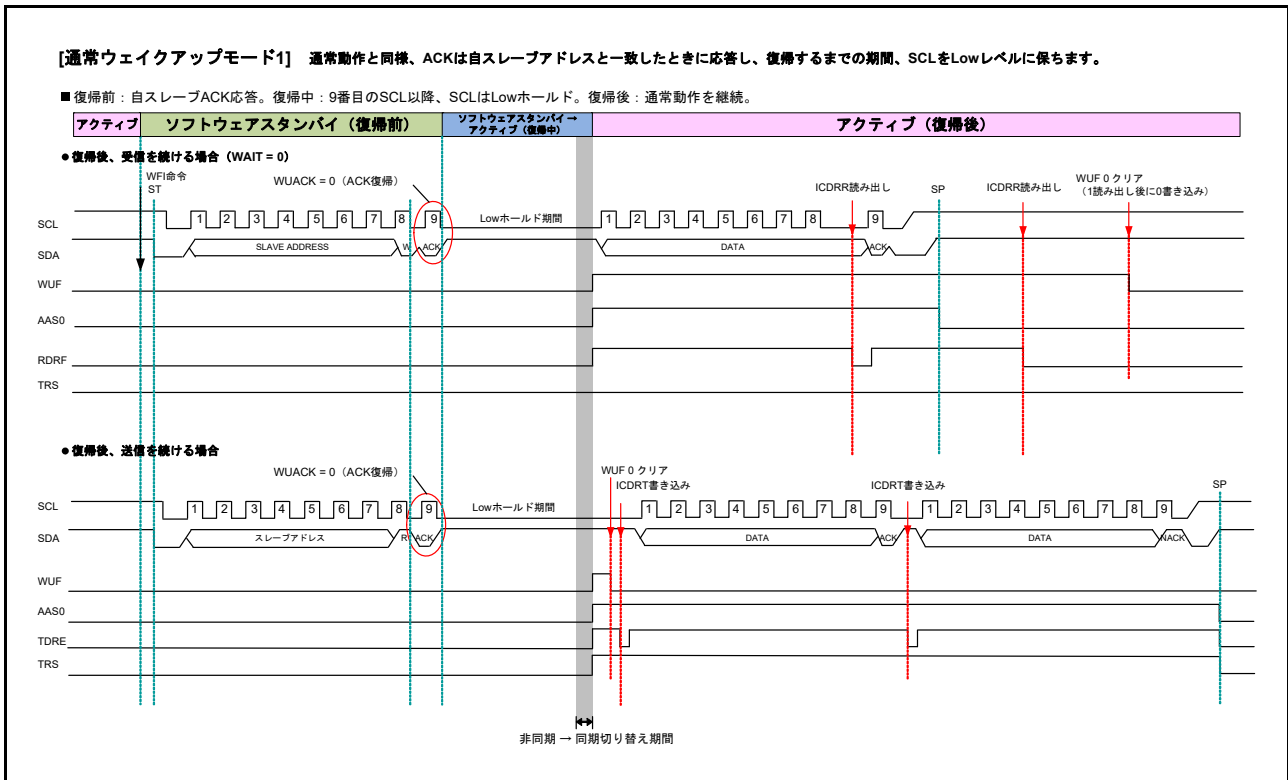 [通常ウェイクアップモード1] 通常動作と同様、ACKは自スレーブアドレスと一致したときに応答し、復帰するまでの期間、SCLをLowレベルに保ちます。
■復帰前：自スレーブACK応答。復帰中：9番目のSCL以降、SCLはLowホールド。復帰後：通常動作を継続。
アクティブ ソフトウェアスタンバイ（復帰前） ソフトウェアスタンバイ→ アクティブ（復帰後）
アクティブ（復帰中）
●復帰後、受信を続ける場合（WAIT = 0）
WFI命令
ST
WUACK = 0（ACK復帰）
ICDRR読み出し
SP
ICDRR読み出し
WUF 0 クリア
（1読み出し後に0書き込み）
SCL 1 2 3 4 5 6 7 8 9 Lowホールド期間 1 2 3 4 5 6 7 8 9
SDA SLAVE ADDRESS W ACK DATA ACK
WUF
AAS0
RDRF
TRS
●復帰後、送信を続ける場合
WUACK = 0（ACK復帰）
WUF 0 クリア
ICDRT書き込み
ICDRT書き込み
SP
SCL 1 2 3 4 5 6 7 8 9 Lowホールド期間 1 2 3 4 5 6 7 8 9 1 2 3 4 5 6 7 8 9
SDA スレーブアドレス R ACK DATA ACK DATA NACK
WUF
AAS0
TDRE
TRS
非同期 → 同期切り替え期間